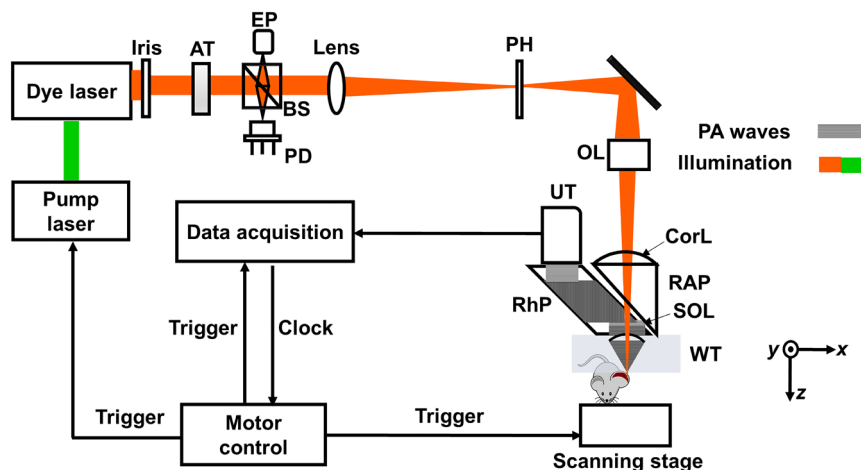 EP
Iris
AT
Lens
PH
Dye laser
BS
PD
OL
PA waves
Illumination
Pump
laser
UT
Data acquisition
CorL
RAP
RhP
SOL
Trigger
Clock
WT
y
x
z
Trigger
Motor
control
Trigger
Scanning stage